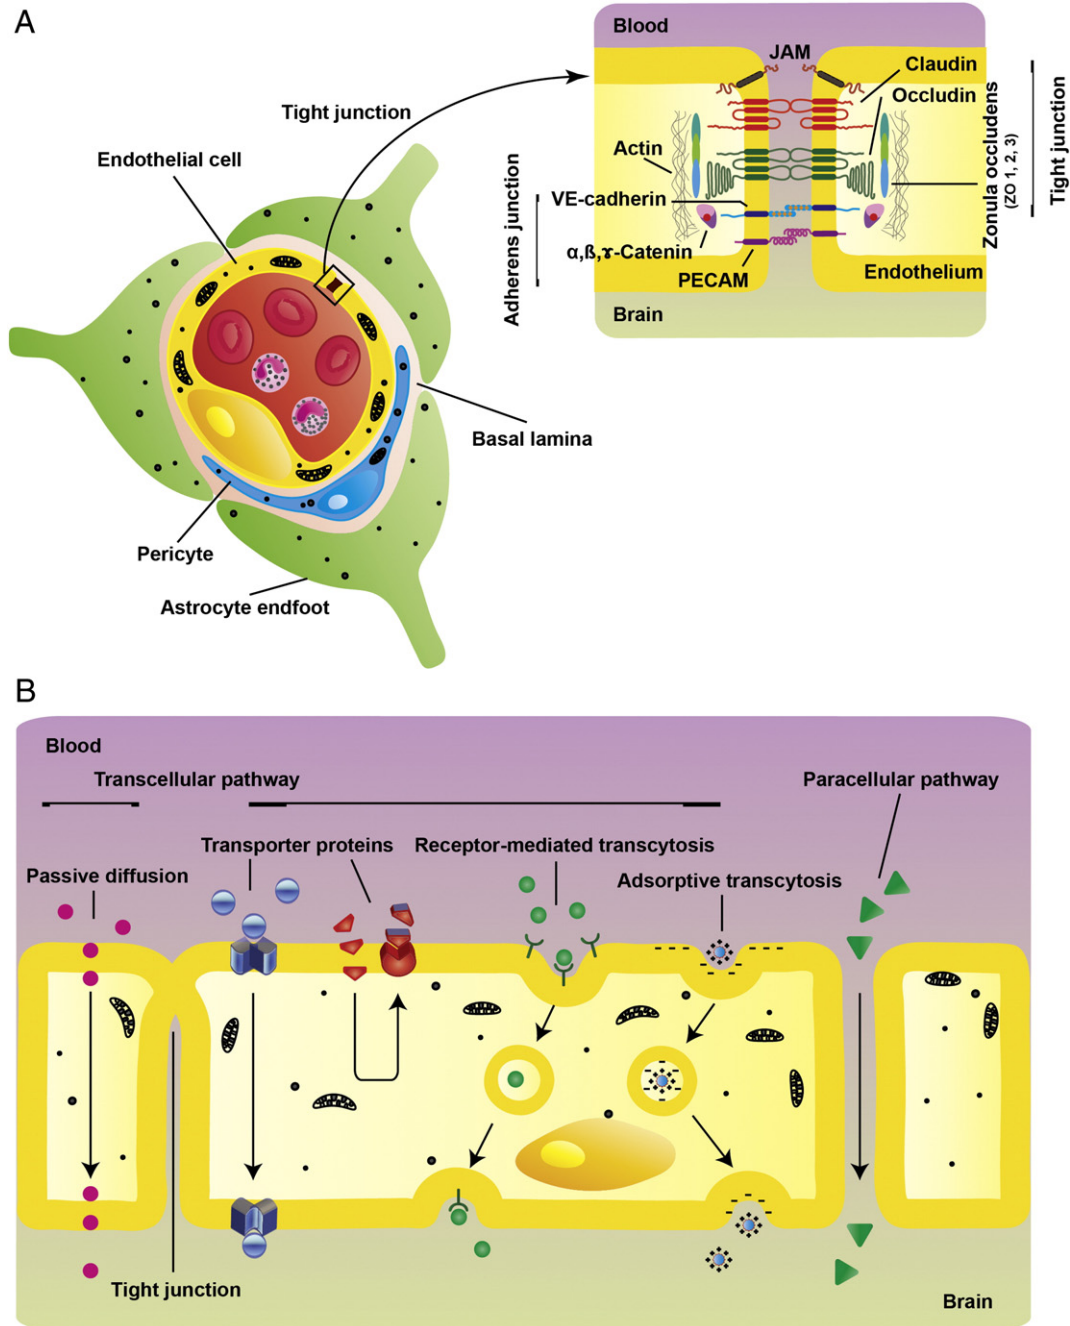 A
Blood
JAM
Claudin
Occludin
Tight junction
Endothelial cell
Actin
VE-cadherin
α,ß,ɤ-Catenin
PECAM
Adherens junction
Zonula occludens
(ZO 1, 2, 3)
Tight junction
Endothelium
Brain
Basal lamina
Pericyte
Astrocyte endfoot
B
Blood
Transcellular pathway
Paracellular pathway
Transporter proteins
Receptor-mediated transcytosis
Passive diffusion
Adsorptive transcytosis
Tight junction
Brain